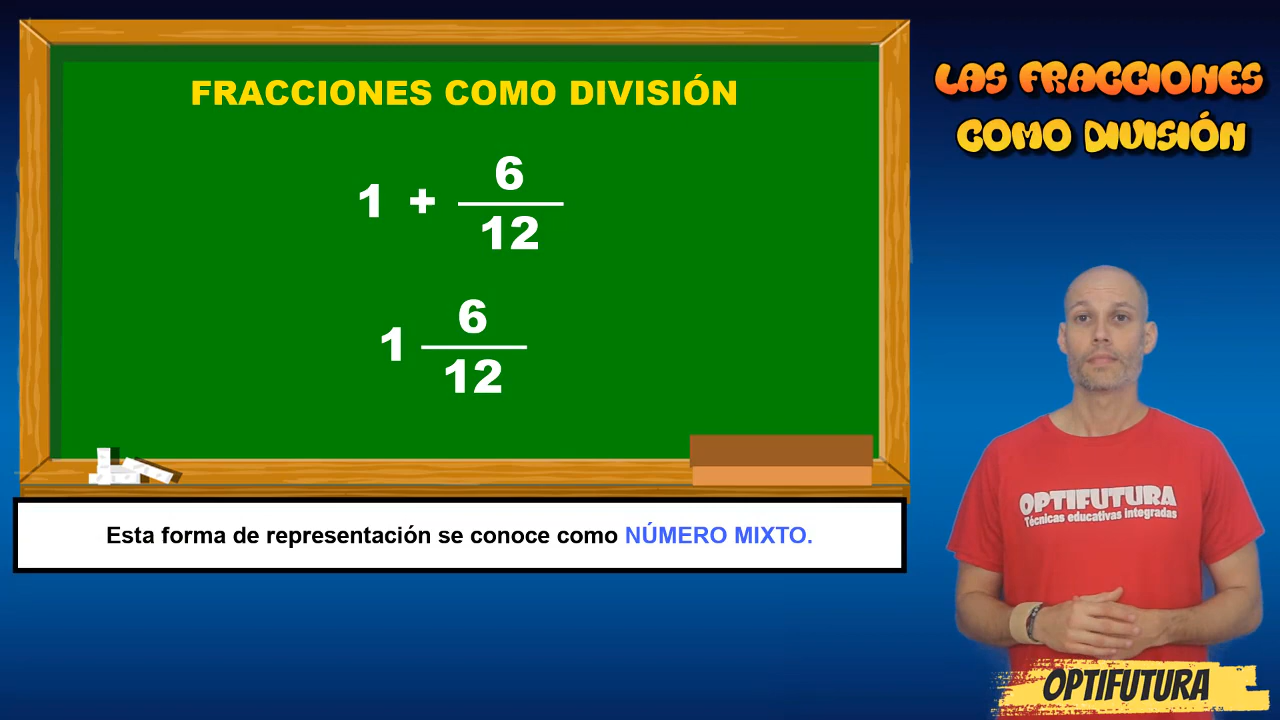 FRACCIONES COMO DIVISIÓN
1 + 6/12
1 6/12
Esta forma de representación se conoce como NÚMERO MIXTO.
LAS FRACCIONES
COMO DIVISIÓN
OPTIFUTURA
Técnicas educativas integradas
OPTIFUTURA